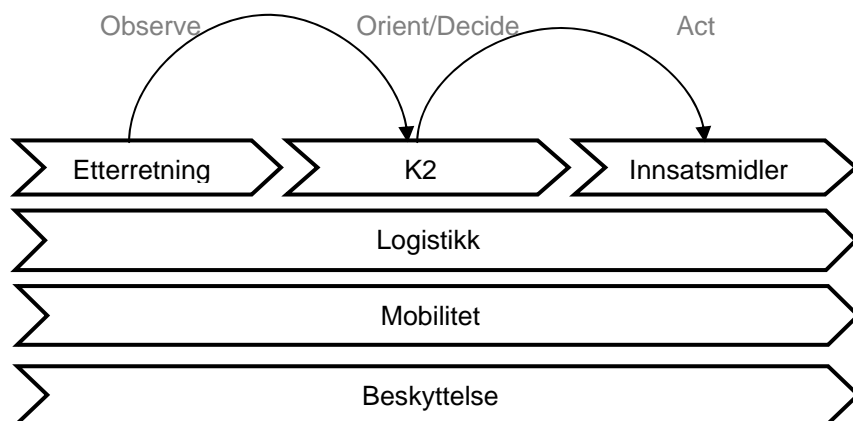 Observe Orient/Decide Act
Etterretning K2 Innsatsmidler
Logistikk
Mobilitet
Beskyttelse